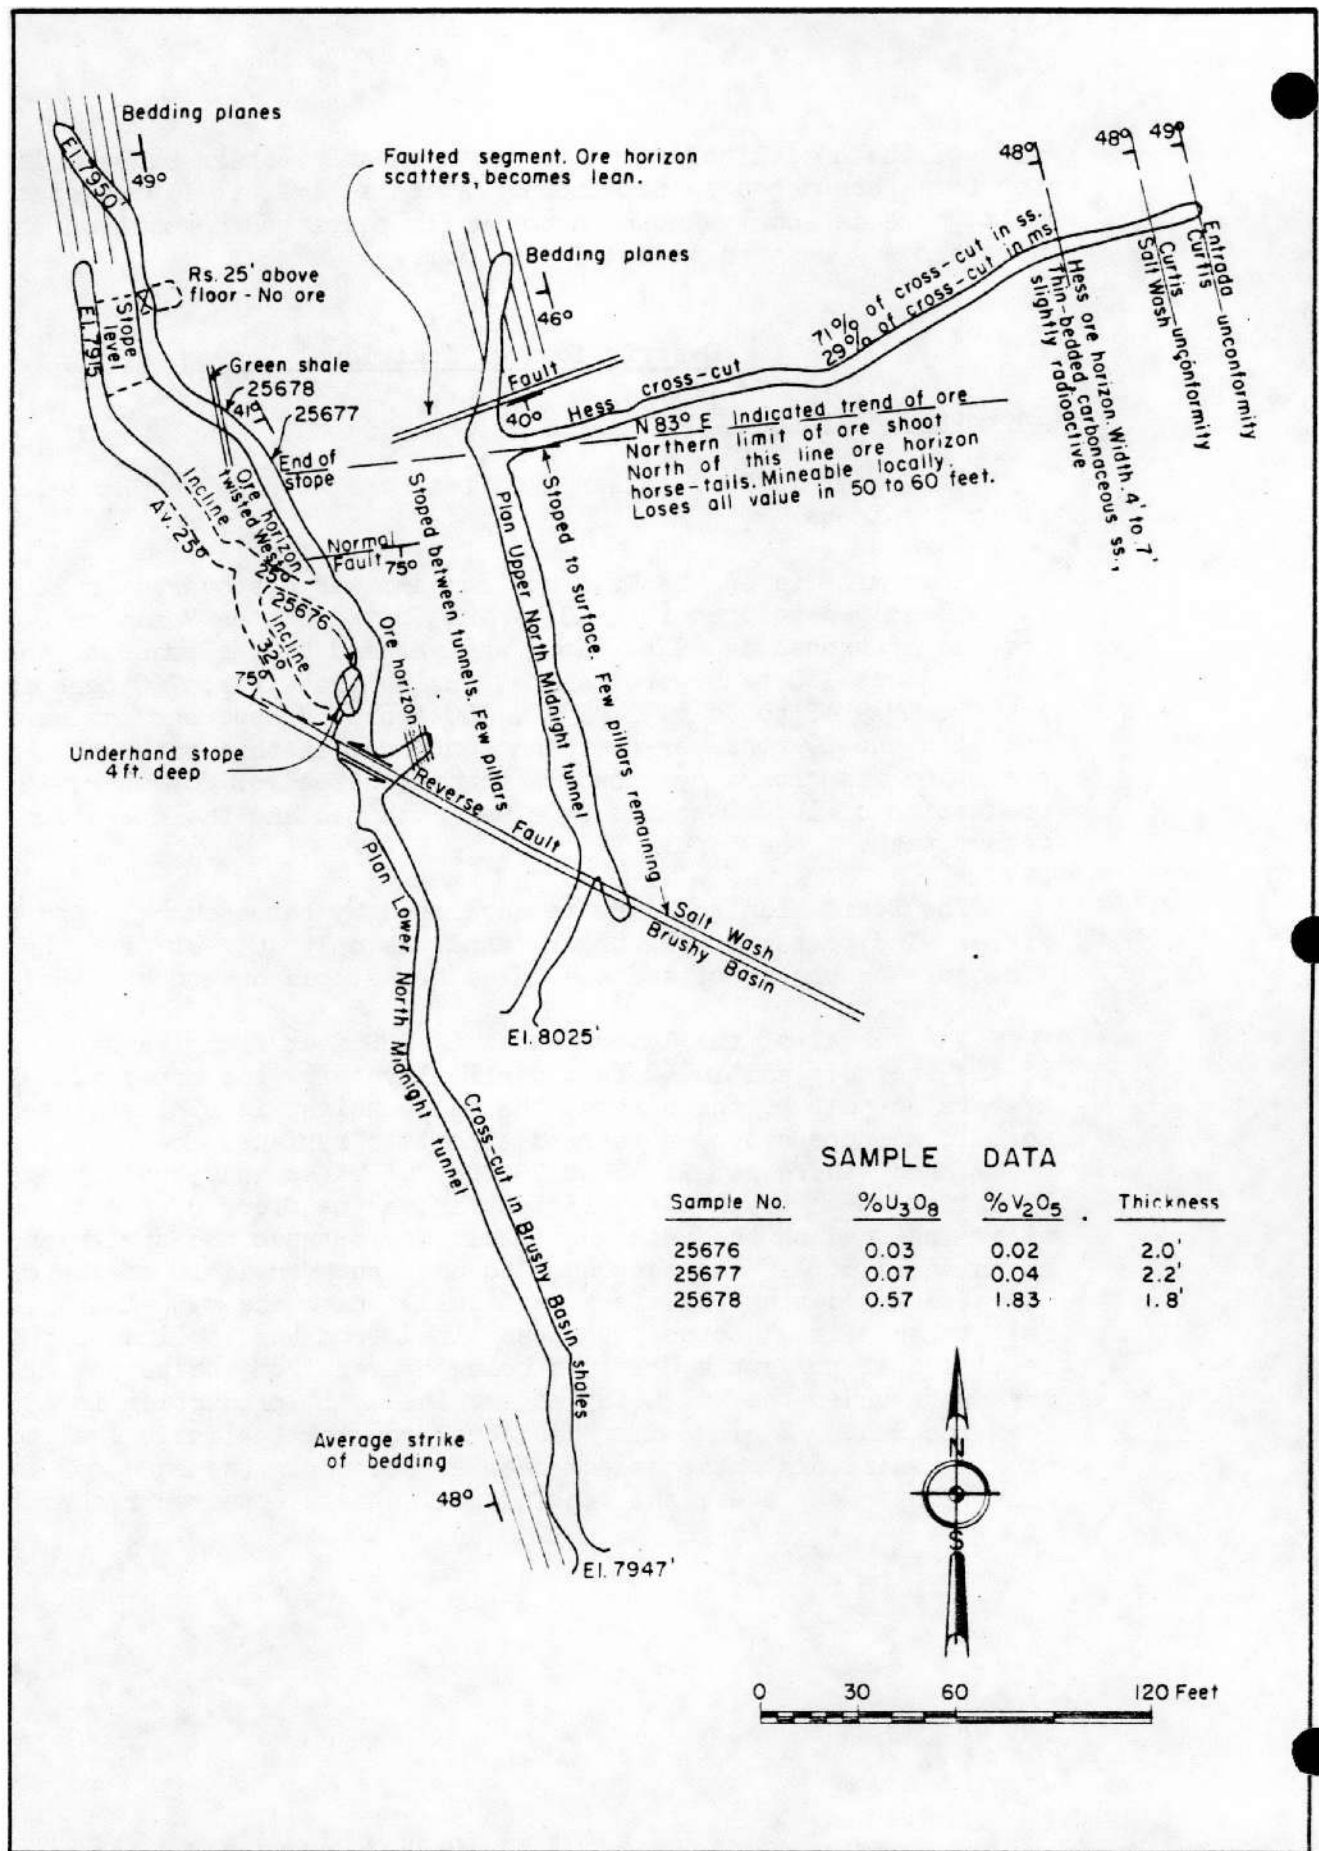 Bedding planes
49°
El. 7950
Faulted segment. Ore horizon
scatters, becomes lean.
48°
48°
49°
Rs. 25' above
floor - No ore
El. 7915
Stope
level
Bedding planes
46°
71% of cross-cut in ss.
29% of cross-cut in ms.
Hess ore horizon. Width . 4' to 7'
Thin-bedded, carbonaceous ss.,
slightly radioactive
Curtis
Salt Wash unconformity
Entrada unconformity
Curtis
Green shale
25678
41°
25677
Fault
40°
Hess cross-cut
N 83° E Indicated trend of ore
Northern limit of ore shoot
North of this line ore horizon
horse-tails. Mineable locally.
Loses all value in 50 to 60 feet.
End of
stope
Ore horizon
twisted West
Incline
Av. 25°
25°
Normal
Fault 75°
Stoped between tunnels. Few pillars
Plan Upper North Midnight tunnel
Stoped to surface. Few pillars remaining
25676
Incline
32°
75°
Ore horizon
Underhand stope
4 ft. deep
Reverse Fault
Salt Wash
Brushy Basin
El. 8025'
Plan Lower North Midnight tunnel
Cross-cut in Brushy Basin shales
SAMPLE DATA
Sample No. %U3O8 %V2O5 . Thickness
25676 0.03 0.02 2.0'
25677 0.07 0.04 2.2'
25678 0.57 1.83 1.8'
Average strike
of bedding
48°
El. 7947'
N
S
0 30 60 120 Feet